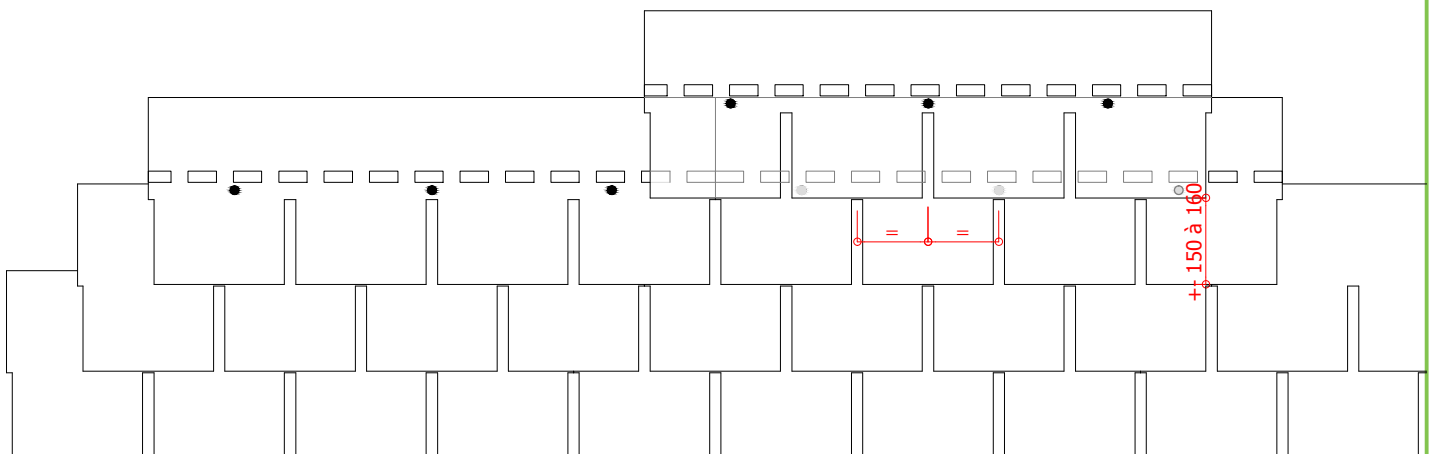 = =
+- 150 à 160